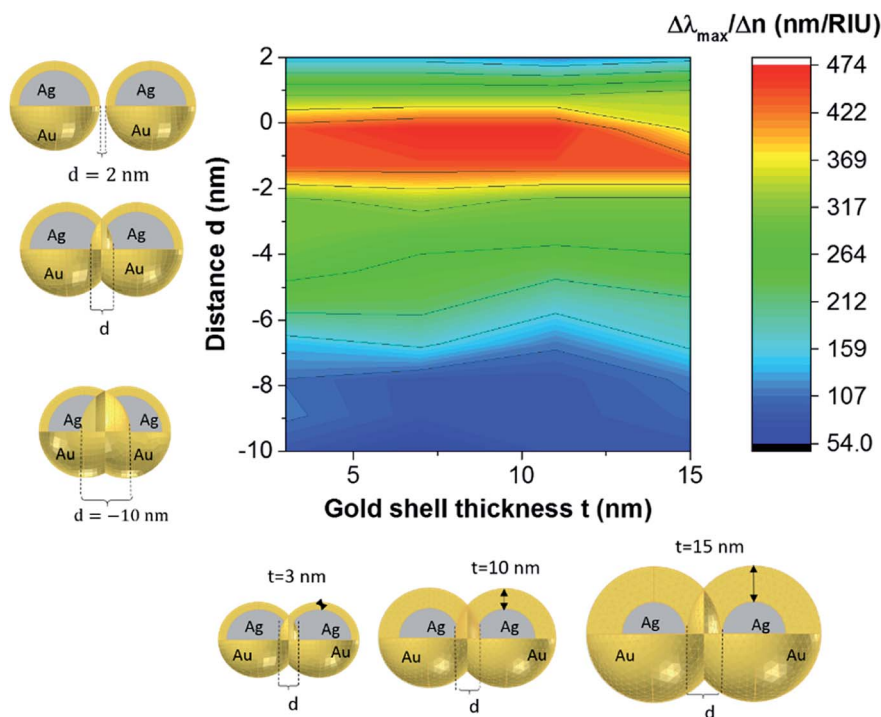 Δλmax/Δn (nm/RIU)
Ag
Ag
Au
Au
d = 2 nm
Ag
Ag
Au
Au
d
Ag
Ag
Au
Au
d = −10 nm
Distance d (nm)
2
0
-2
-4
-6
-8
-10
5
10
15
Gold shell thickness t (nm)
474
422
369
317
264
212
159
107
54.0
t=3 nm
t=10 nm
t=15 nm
Ag
Ag
Au
Au
d
Ag
Ag
Au
Au
d
Ag
Ag
Au
Au
d